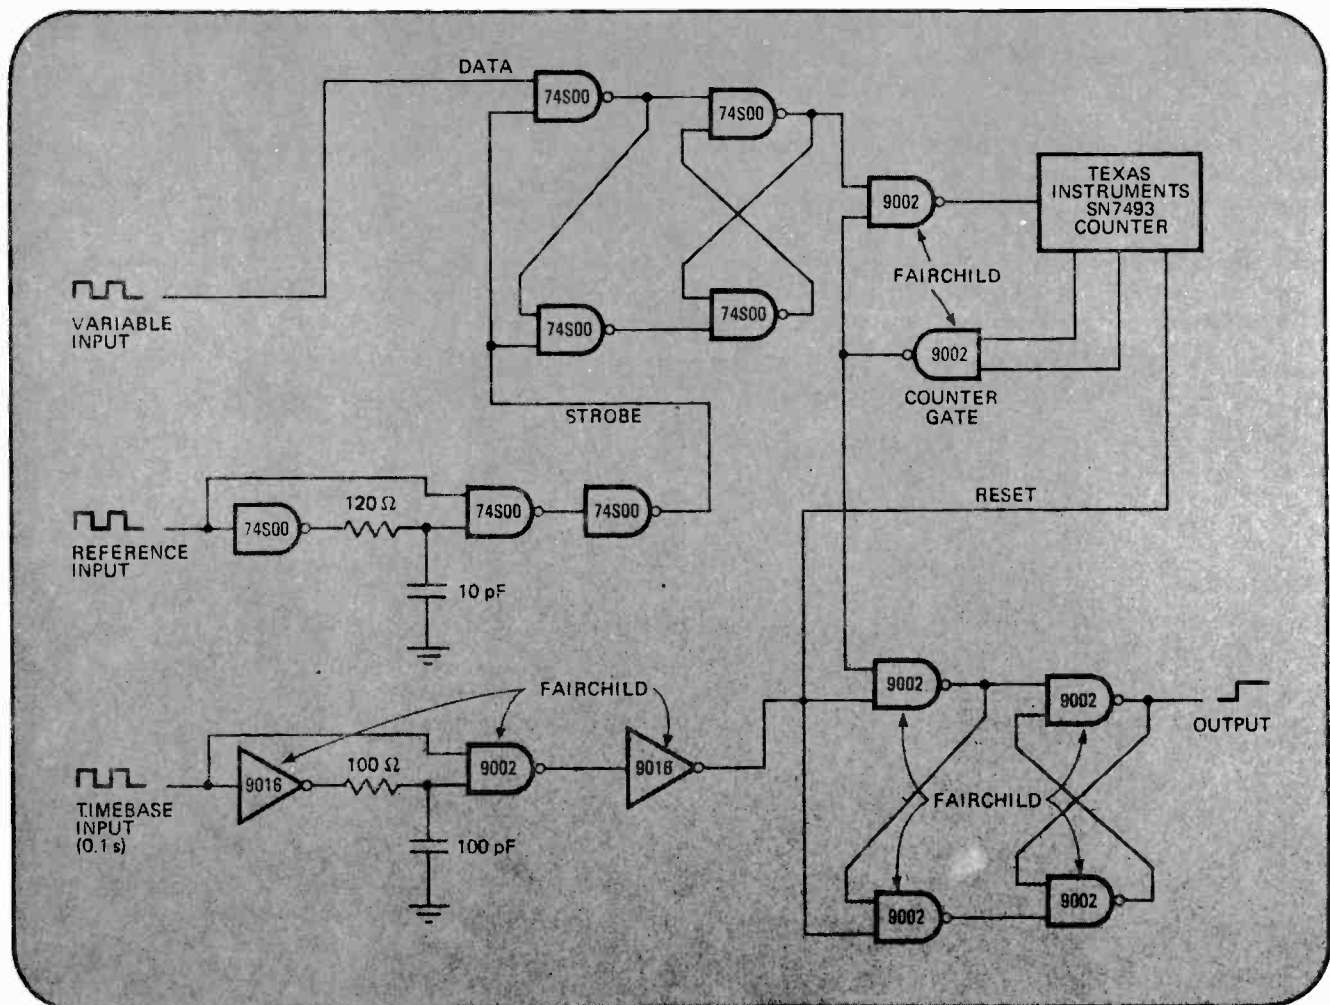 DATA
74S00
74S00
TEXAS
INSTRUMENTS
SN7493
COUNTER
9002
FAIRCHILD
VARIABLE
INPUT
74S00
74S00
9002
COUNTER
GATE
STROBE
RESET
120 Ω
74S00
74S00
74S00
REFERENCE
INPUT
10 pF
FAIRCHILD
9002
9002
OUTPUT
100 Ω
9016
9002
9016
TIMEBASE
INPUT
(0.1 s)
FAIRCHILD
100 pF
9002
9002